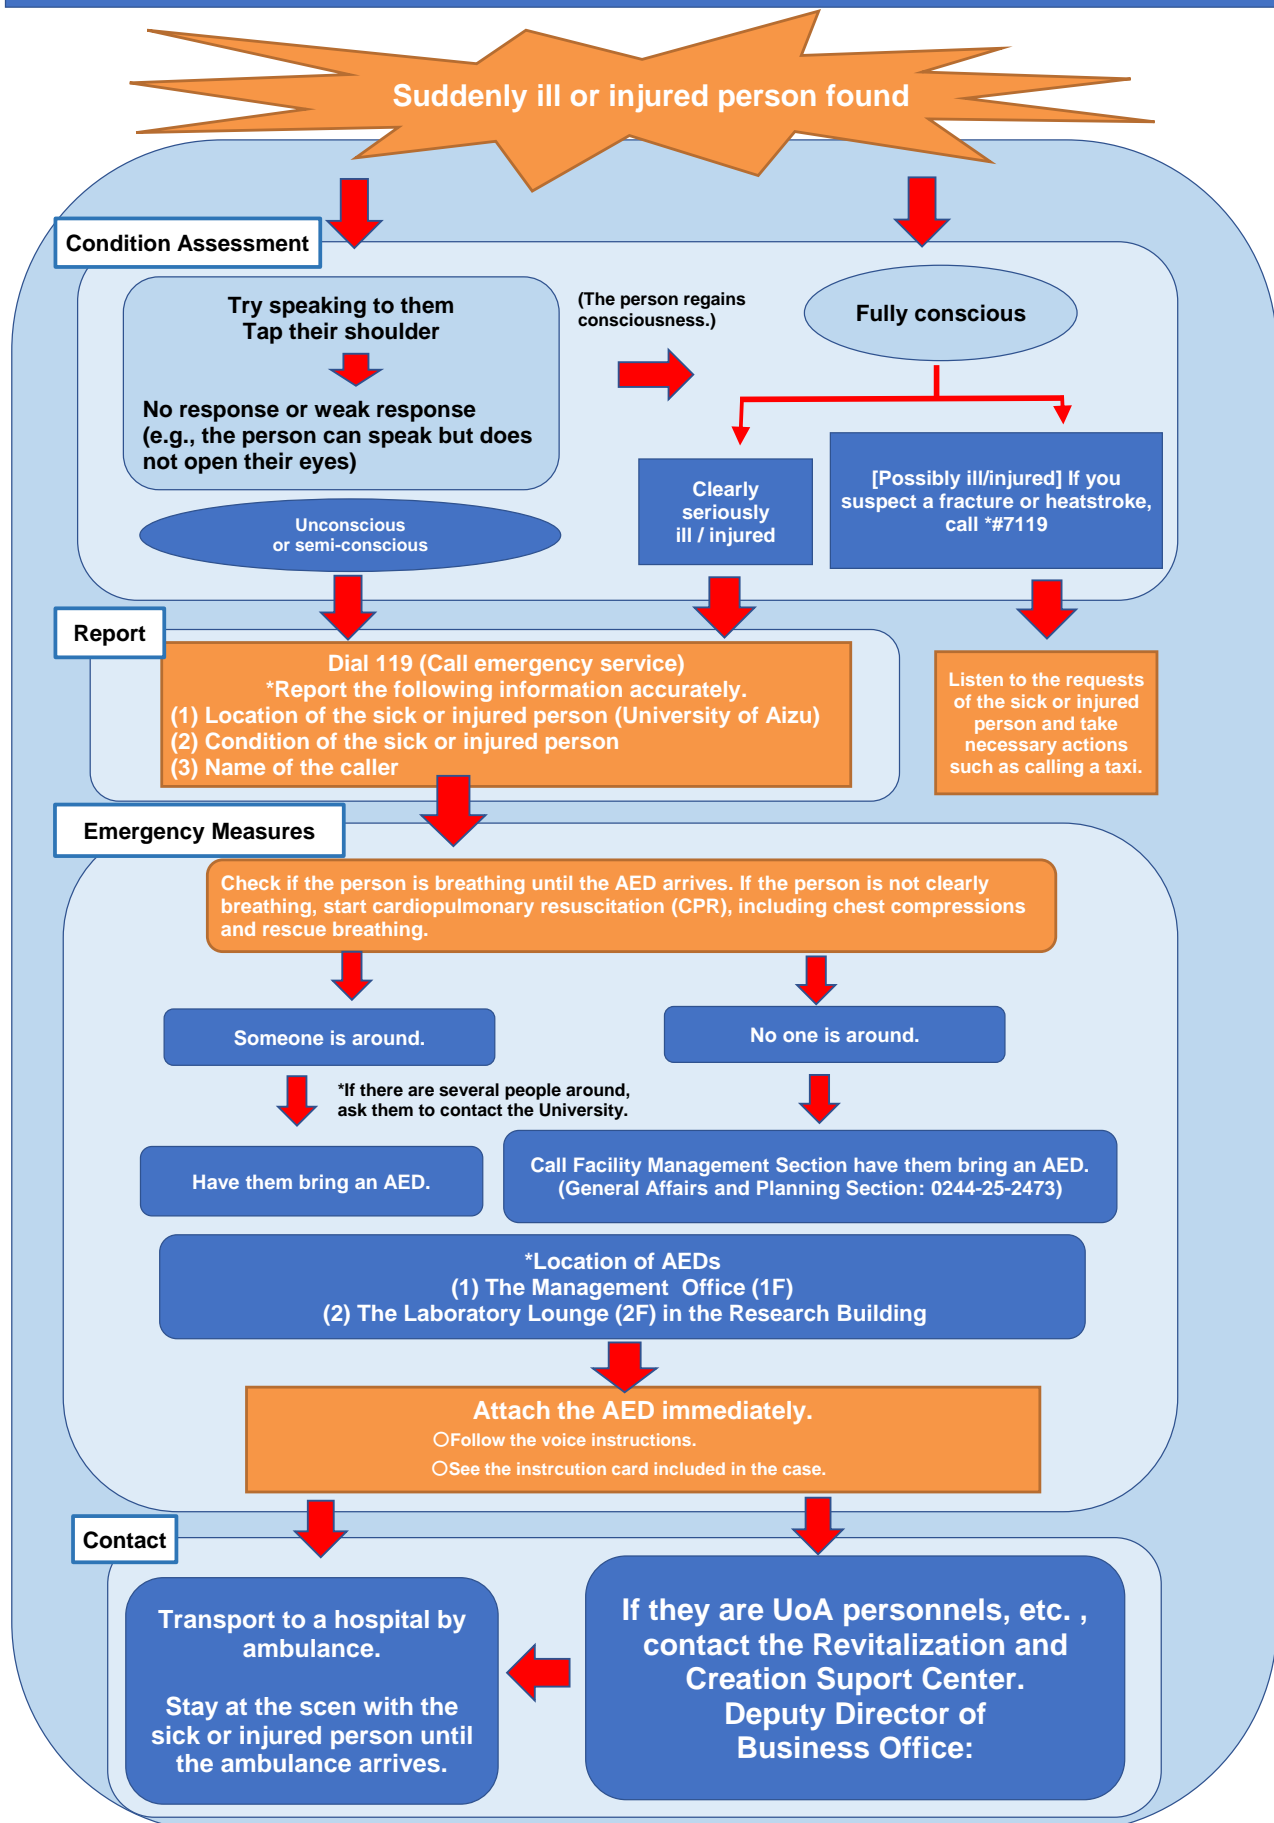 Suddenly ill or injured person found
Condition Assessment
Try speaking to them
Tap their shoulder
No response or weak response
(e.g., the person can speak but does
not open their eyes)
Unconscious
or semi-conscious
(The person regains
consciousness.)
Fully conscious
Clearly
seriously
ill / injured
[Possibly ill/injured] If you
suspect a fracture or heatstroke,
call *#7119
Report
Dial 119 (Call emergency service)
*Report the following information accurately.
(1) Location of the sick or injured person (University of Aizu)
(2) Condition of the sick or injured person
(3) Name of the caller
Listen to the requests
of the sick or injured
person and take
necessary actions
such as calling a taxi.
Emergency Measures
Check if the person is breathing until the AED arrives. If the person is not clearly
breathing, start cardiopulmonary resuscitation (CPR), including chest compressions
and rescue breathing.
Someone is around.
No one is around.
*If there are several people around,
ask them to contact the University.
Have them bring an AED.
Call Facility Management Section have them bring an AED.
(General Affairs and Planning Section: 0244-25-2473)
*Location of AEDs
(1) The Management  Office (1F)
(2) The Laboratory Lounge (2F) in the Research Building
Attach the AED immediately.
○Follow the voice instructions.
○See the instrcution card included in the case.
Contact
Transport to a hospital by
ambulance.
Stay at the scen with the
sick or injured person until
the ambulance arrives.
If they are UoA personnels, etc. ,
contact the Revitalization and
Creation Suport Center.
Deputy Director of
Business Office: